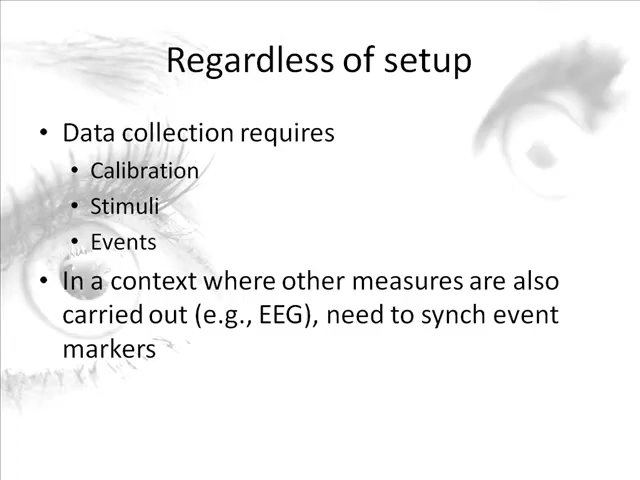 Regardless of setup
• Data collection requires
• Calibration
• Stimuli
• Events
• In a context where other measures are also
carried out (e.g., EEG), need to synch event
markers